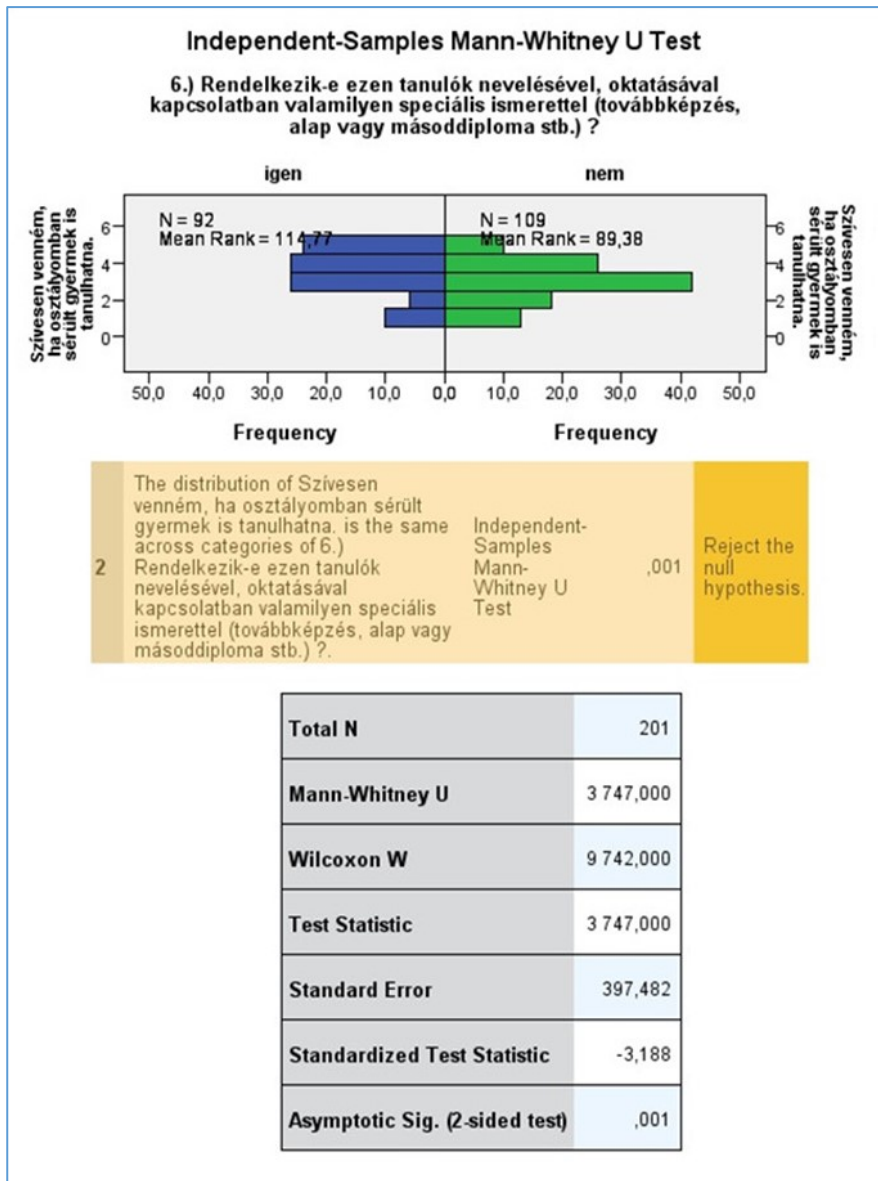 Independent-Samples Mann-Whitney U Test
6.) Rendelkezik-e ezen tanulók nevelésével, oktatásával
kapcsolatban valamilyen speciális ismerettel (továbbképzés,
alap vagy másoddiploma stb.) ?
igen
nem
Szívesen venném,
ha osztályomban
sérült gyermek is
tanulhatna.
6
4
2
0
N = 92
Mean Rank = 114,77
N = 109
Mean Rank = 89,38
6
4
2
0
Szívesen venném,
ha osztályomban
sérült gyermek is
tanulhatna.
50,0 40,0 30,0 20,0 10,0 0,0 10,0 20,0 30,0 40,0 50,0
Frequency
Frequency
2
The distribution of Szívesen
venném, ha osztályomban sérült
gyermek is tanulhatna. is the same
across categories of 6.)
Rendelkezik-e ezen tanulók
nevelésével, oktatásával
kapcsolatban valamilyen speciális
ismerettel (továbbképzés, alap vagy
másoddiploma stb.) ?.
Independent-
Samples
Mann-
Whitney U
Test
,001
Reject the
null
hypothesis.
Total N 201
Mann-Whitney U 3 747,000
Wilcoxon W 9 742,000
Test Statistic 3 747,000
Standard Error 397,482
Standardized Test Statistic -3,188
Asymptotic Sig. (2-sided test) ,001